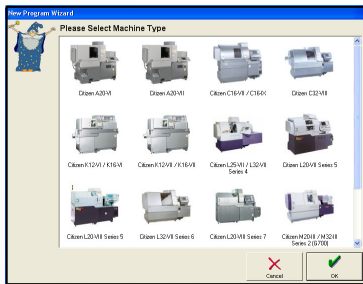 New Program Wizard
Please Select Machine Type
Citizen A20-VI
Citizen A20-VII
Citizen C16-VII / C16-IX
Citizen C32-VIII
Citizen K12-VI / K16-VI
Citizen K12-VII / K16-VII
Citizen L25-VII / L32-VII
Series 4
Citizen L20-VII Series 5
Citizen L20-VIII Series 5
Citizen L32-VIII Series 6
Citizen L20-VIII Series 7
Citizen M20-III / M32-III
Series 2 (G700)
Cancel
OK